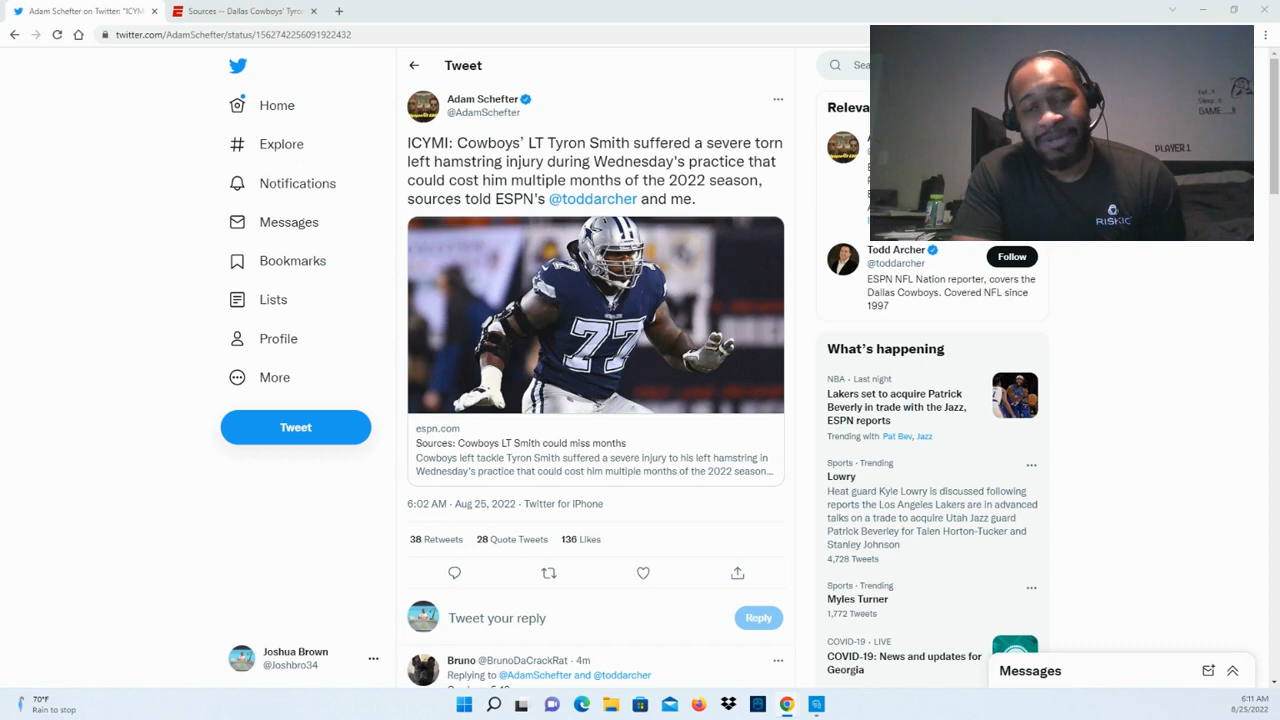 Adam Schefter on Twitter: "ICYM
Sources -- Dallas Cowboys' Tyro
twitter.com/AdamSchefter/status/1562742256091922432
Home
Explore
Notifications
Messages
Bookmarks
Lists
Profile
More
Tweet
Joshua Brown
@Joshbro34
Tweet
Adam Schefter
@AdamSchefter
ICYMI: Cowboys' LT Tyron Smith suffered a severe torn
left hamstring injury during Wednesday's practice that
could cost him multiple months of the 2022 season,
sources told ESPN's @toddarcher and me.
77
espn.com
Sources: Cowboys LT Smith could miss months
Cowboys left tackle Tyron Smith suffered a severe injury to his left hamstring in
Wednesday's practice that could cost him multiple months of the 2022 season...
6:02 AM · Aug 25, 2022 · Twitter for iPhone
38 Retweets 28 Quote Tweets 136 Likes
Tweet your reply
Reply
Bruno @BrunoDaCrackRat · 4m
Replying to @AdamSchefter and @toddarcher
Sea
Releva
PLAYER 1
GAME...!!
RISKIC
Todd Archer
@toddarcher
Follow
ESPN NFL Nation reporter, covers the
Dallas Cowboys. Covered NFL since
1997
What's happening
NBA · Last night
Lakers set to acquire Patrick
Beverly in trade with the Jazz,
ESPN reports
Trending with Pat Bev, Jazz
Sports · Trending
Lowry
Heat guard Kyle Lowry is discussed following
reports the Los Angeles Lakers are in advanced
talks on a trade to acquire Utah Jazz guard
Patrick Beverley for Talen Horton-Tucker and
Stanley Johnson
4,728 Tweets
Sports · Trending
Myles Turner
1,772 Tweets
COVID-19 · LIVE
COVID-19: News and updates for
Georgia
Messages
70°F
Rain to stop
6:11 AM
8/25/2022